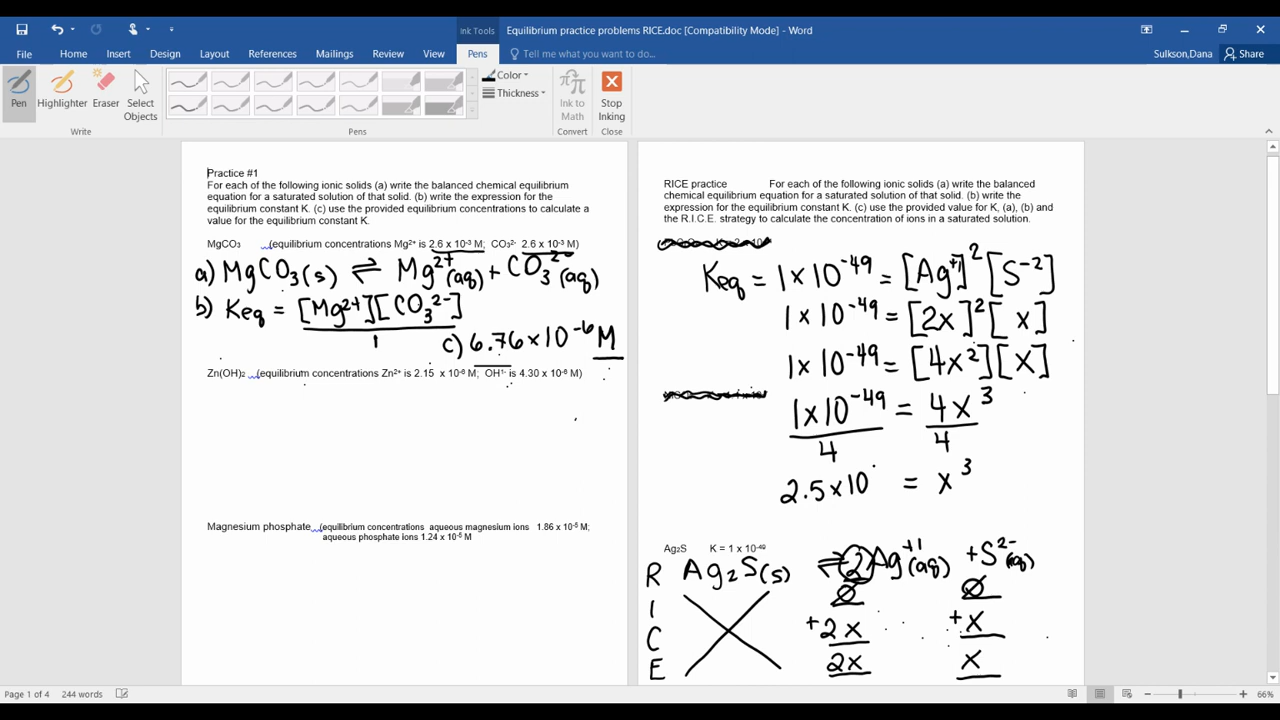 Ink Tools
Equilibrium practice problems RICE.doc [Compatibility Mode] - Word
File Home Insert Design Layout References Mailings Review View Pens Tell me what you want to do...
Sulkson,Dana Share
Pen Highlighter Eraser Select Objects
Color
Thickness
Ink to Math
Stop Inking
Write Pens Convert Close
Practice #1
For each of the following ionic solids (a) write the balanced chemical equilibrium
equation for a saturated solution of that solid. (b) write the expression for the
equilibrium constant K. (c) use the provided equilibrium concentrations to calculate a
value for the equilibrium constant K.
MgCO₃ (equilibrium concentrations Mg²⁺ is 2.6 x 10⁻³ M; CO₃²⁻ 2.6 x 10⁻³ M)
a) MgCO₃(s) ⇌ Mg²⁺(aq) + CO₃²⁻(aq)
b) Keq = [Mg²⁺][CO₃²⁻]
1
c) 6.76 x 10⁻⁶ M
Zn(OH)₂ (equilibrium concentrations Zn²⁺ is 2.15 x 10⁻⁶ M; OH¹⁻ is 4.30 x 10⁻⁶ M)
Magnesium phosphate (equilibrium concentrations aqueous magnesium ions 1.86 x 10⁻⁵ M;
aqueous phosphate ions 1.24 x 10⁻⁵ M
RICE practice For each of the following ionic solids (a) write the balanced
chemical equilibrium equation for a saturated solution of that solid. (b) write the
expression for the equilibrium constant K. (c) use the provided value for K, (a), (b) and
the R.I.C.E. strategy to calculate the concentration of ions in a saturated solution.
Keq = 1x10⁻⁴⁹ = [Ag⁺¹]²[S⁻²]
1x10⁻⁴⁹ = [2x]²[x]
1x10⁻⁴⁹ = [4x²][x]
1x10⁻⁴⁹ = 4x³
4 4
2.5x10 = x³
Ag₂S K = 1 x 10⁻⁴⁹
R Ag₂S(s) ⇌ 2Ag⁺¹(aq) + S²⁻(aq)
I Ø Ø
C +2x +x
E 2x x
Page 1 of 4 244 words
66%